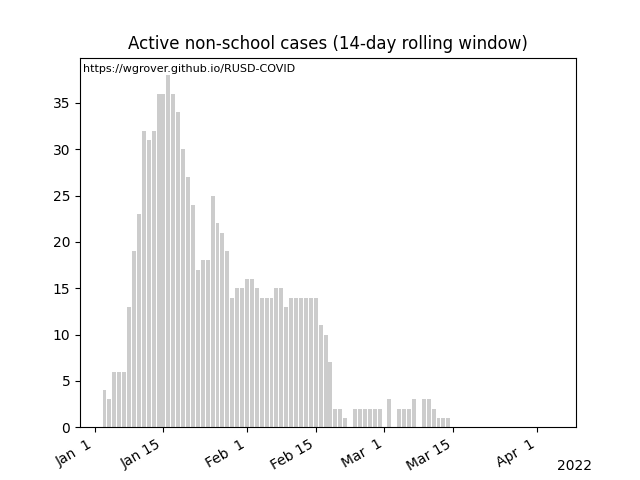 Active non-school cases (14-day rolling window)
https://wgrover.github.io/RUSD-COVID
35
30
25
20
15
10
5
0
Jan 1
Jan 15
Feb 1
Feb 15
Mar 1
Mar 15
Apr 1
2022